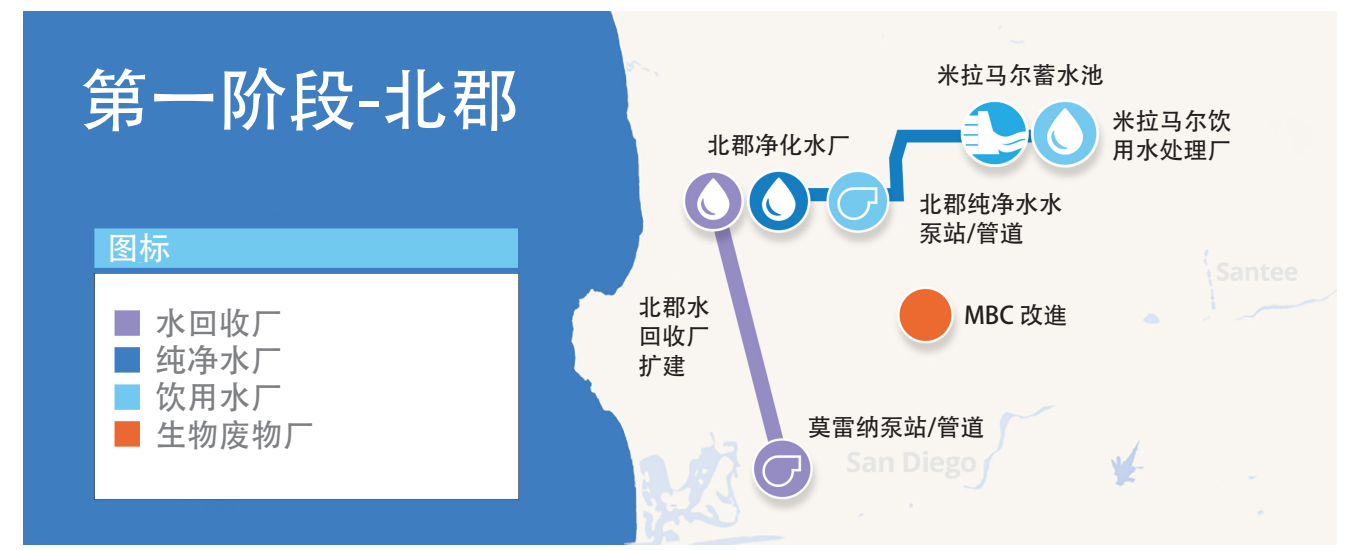 第一阶段-北郡
图标
水回收厂
纯净水厂
饮用水厂
生物废物厂
米拉马尔蓄水池
米拉马尔饮
用水处理厂
北郡净化水厂
北郡纯净水水
泵站/管道
Santee
北郡水
回收厂
扩建
MBC 改進
莫雷纳泵站/管道
San Diego